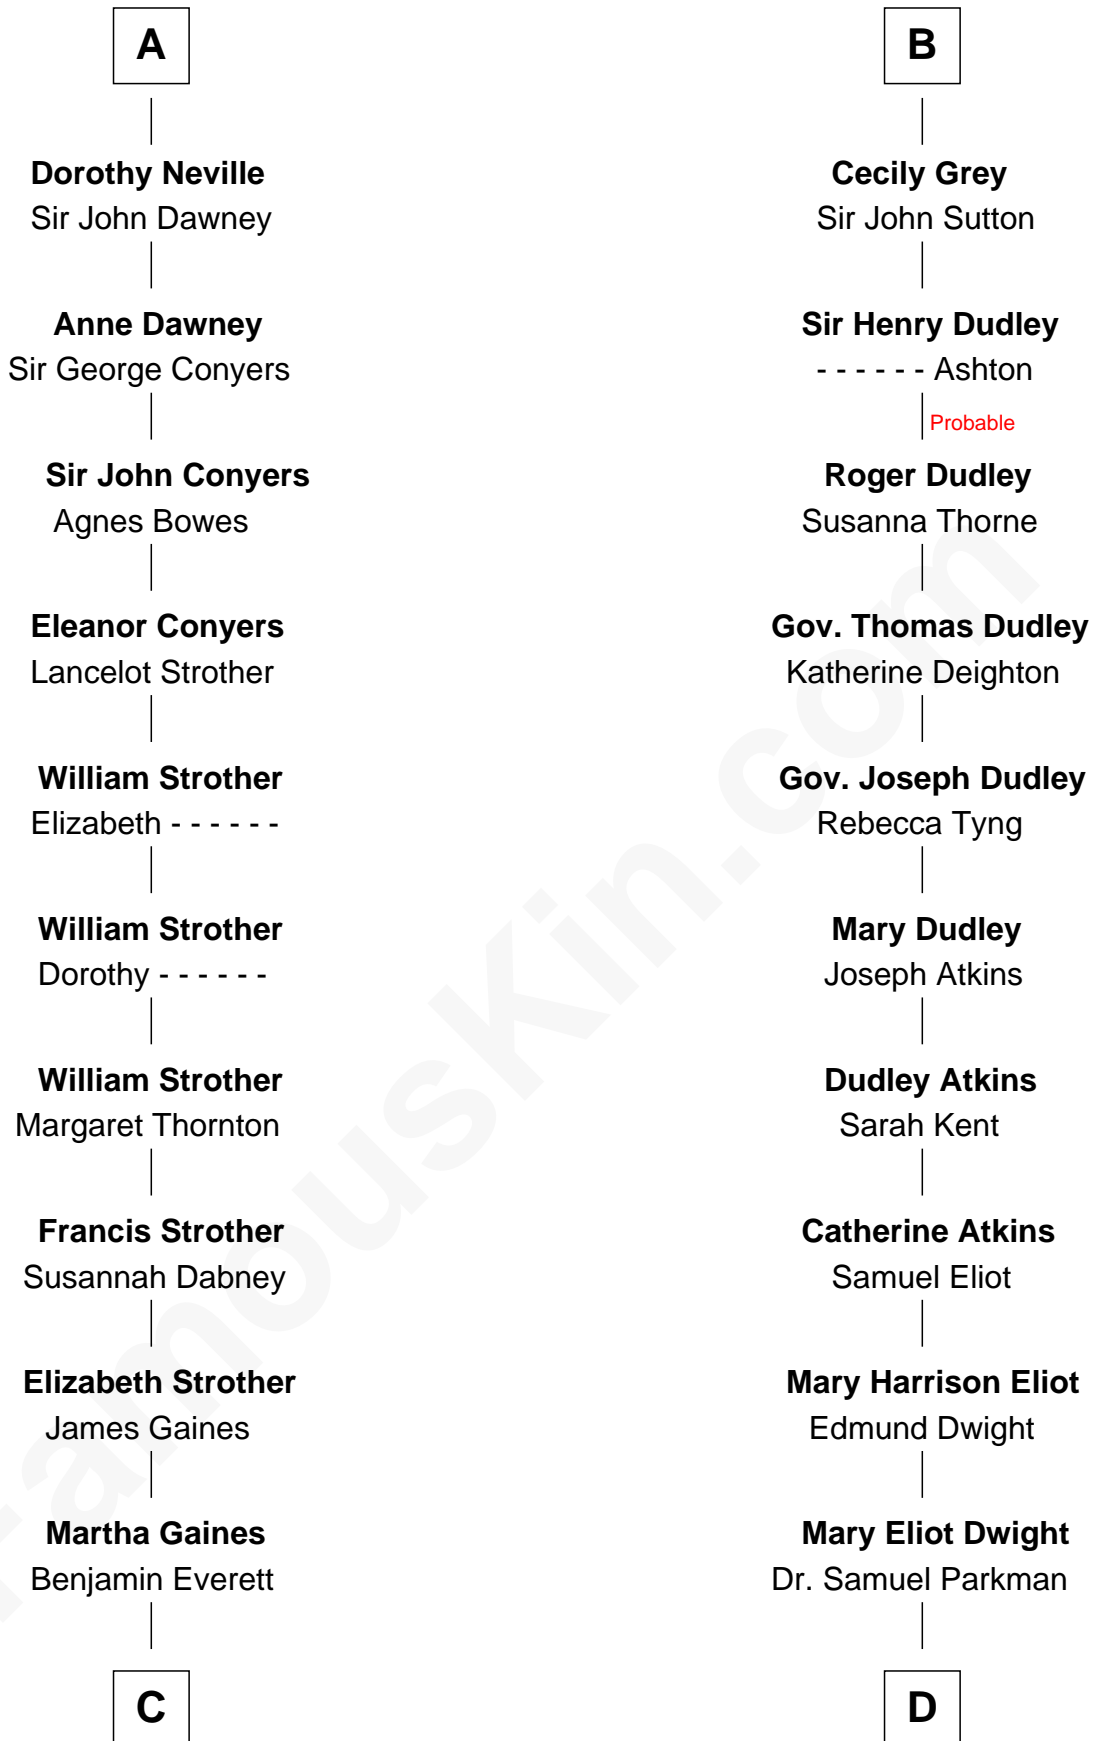 A
Dorothy Neville
Sir John Dawney
Anne Dawney
Sir George Conyers
Sir John Conyers
Agnes Bowes
Eleanor Conyers
Lancelot Strother
William Strother
Elizabeth - - - - - -
William Strother
Dorothy - - - - - -
William Strother
Margaret Thornton
Francis Strother
Susannah Dabney
Elizabeth Strother
James Gaines
Martha Gaines
Benjamin Everett
C
B
Cecily Grey
Sir John Sutton
Sir Henry Dudley
- - - - - - Ashton
Probable
Roger Dudley
Susanna Thorne
Gov. Thomas Dudley
Katherine Deighton
Gov. Joseph Dudley
Rebecca Tyng
Mary Dudley
Joseph Atkins
Dudley Atkins
Sarah Kent
Catherine Atkins
Samuel Eliot
Mary Harrison Eliot
Edmund Dwight
Mary Eliot Dwight
Dr. Samuel Parkman
D
FamousKin.com